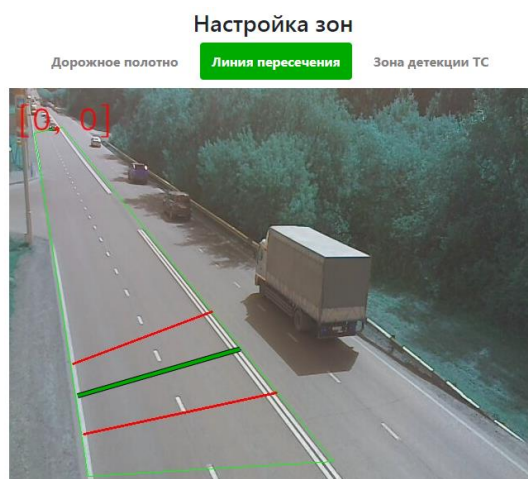 Настройка зон
Дорожное полотно
Линия пересечения
Зона детекции ТС
[0, 0]